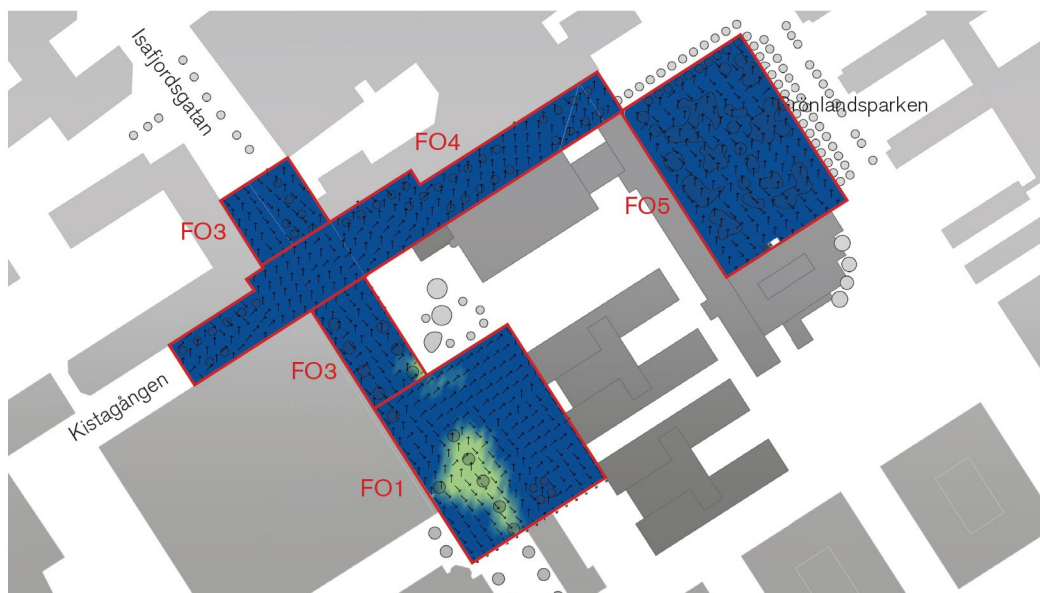 Isafjordsgatan
Grönlandsparken
FO4
FO5
FO3
FO3
Kistagången
FO1